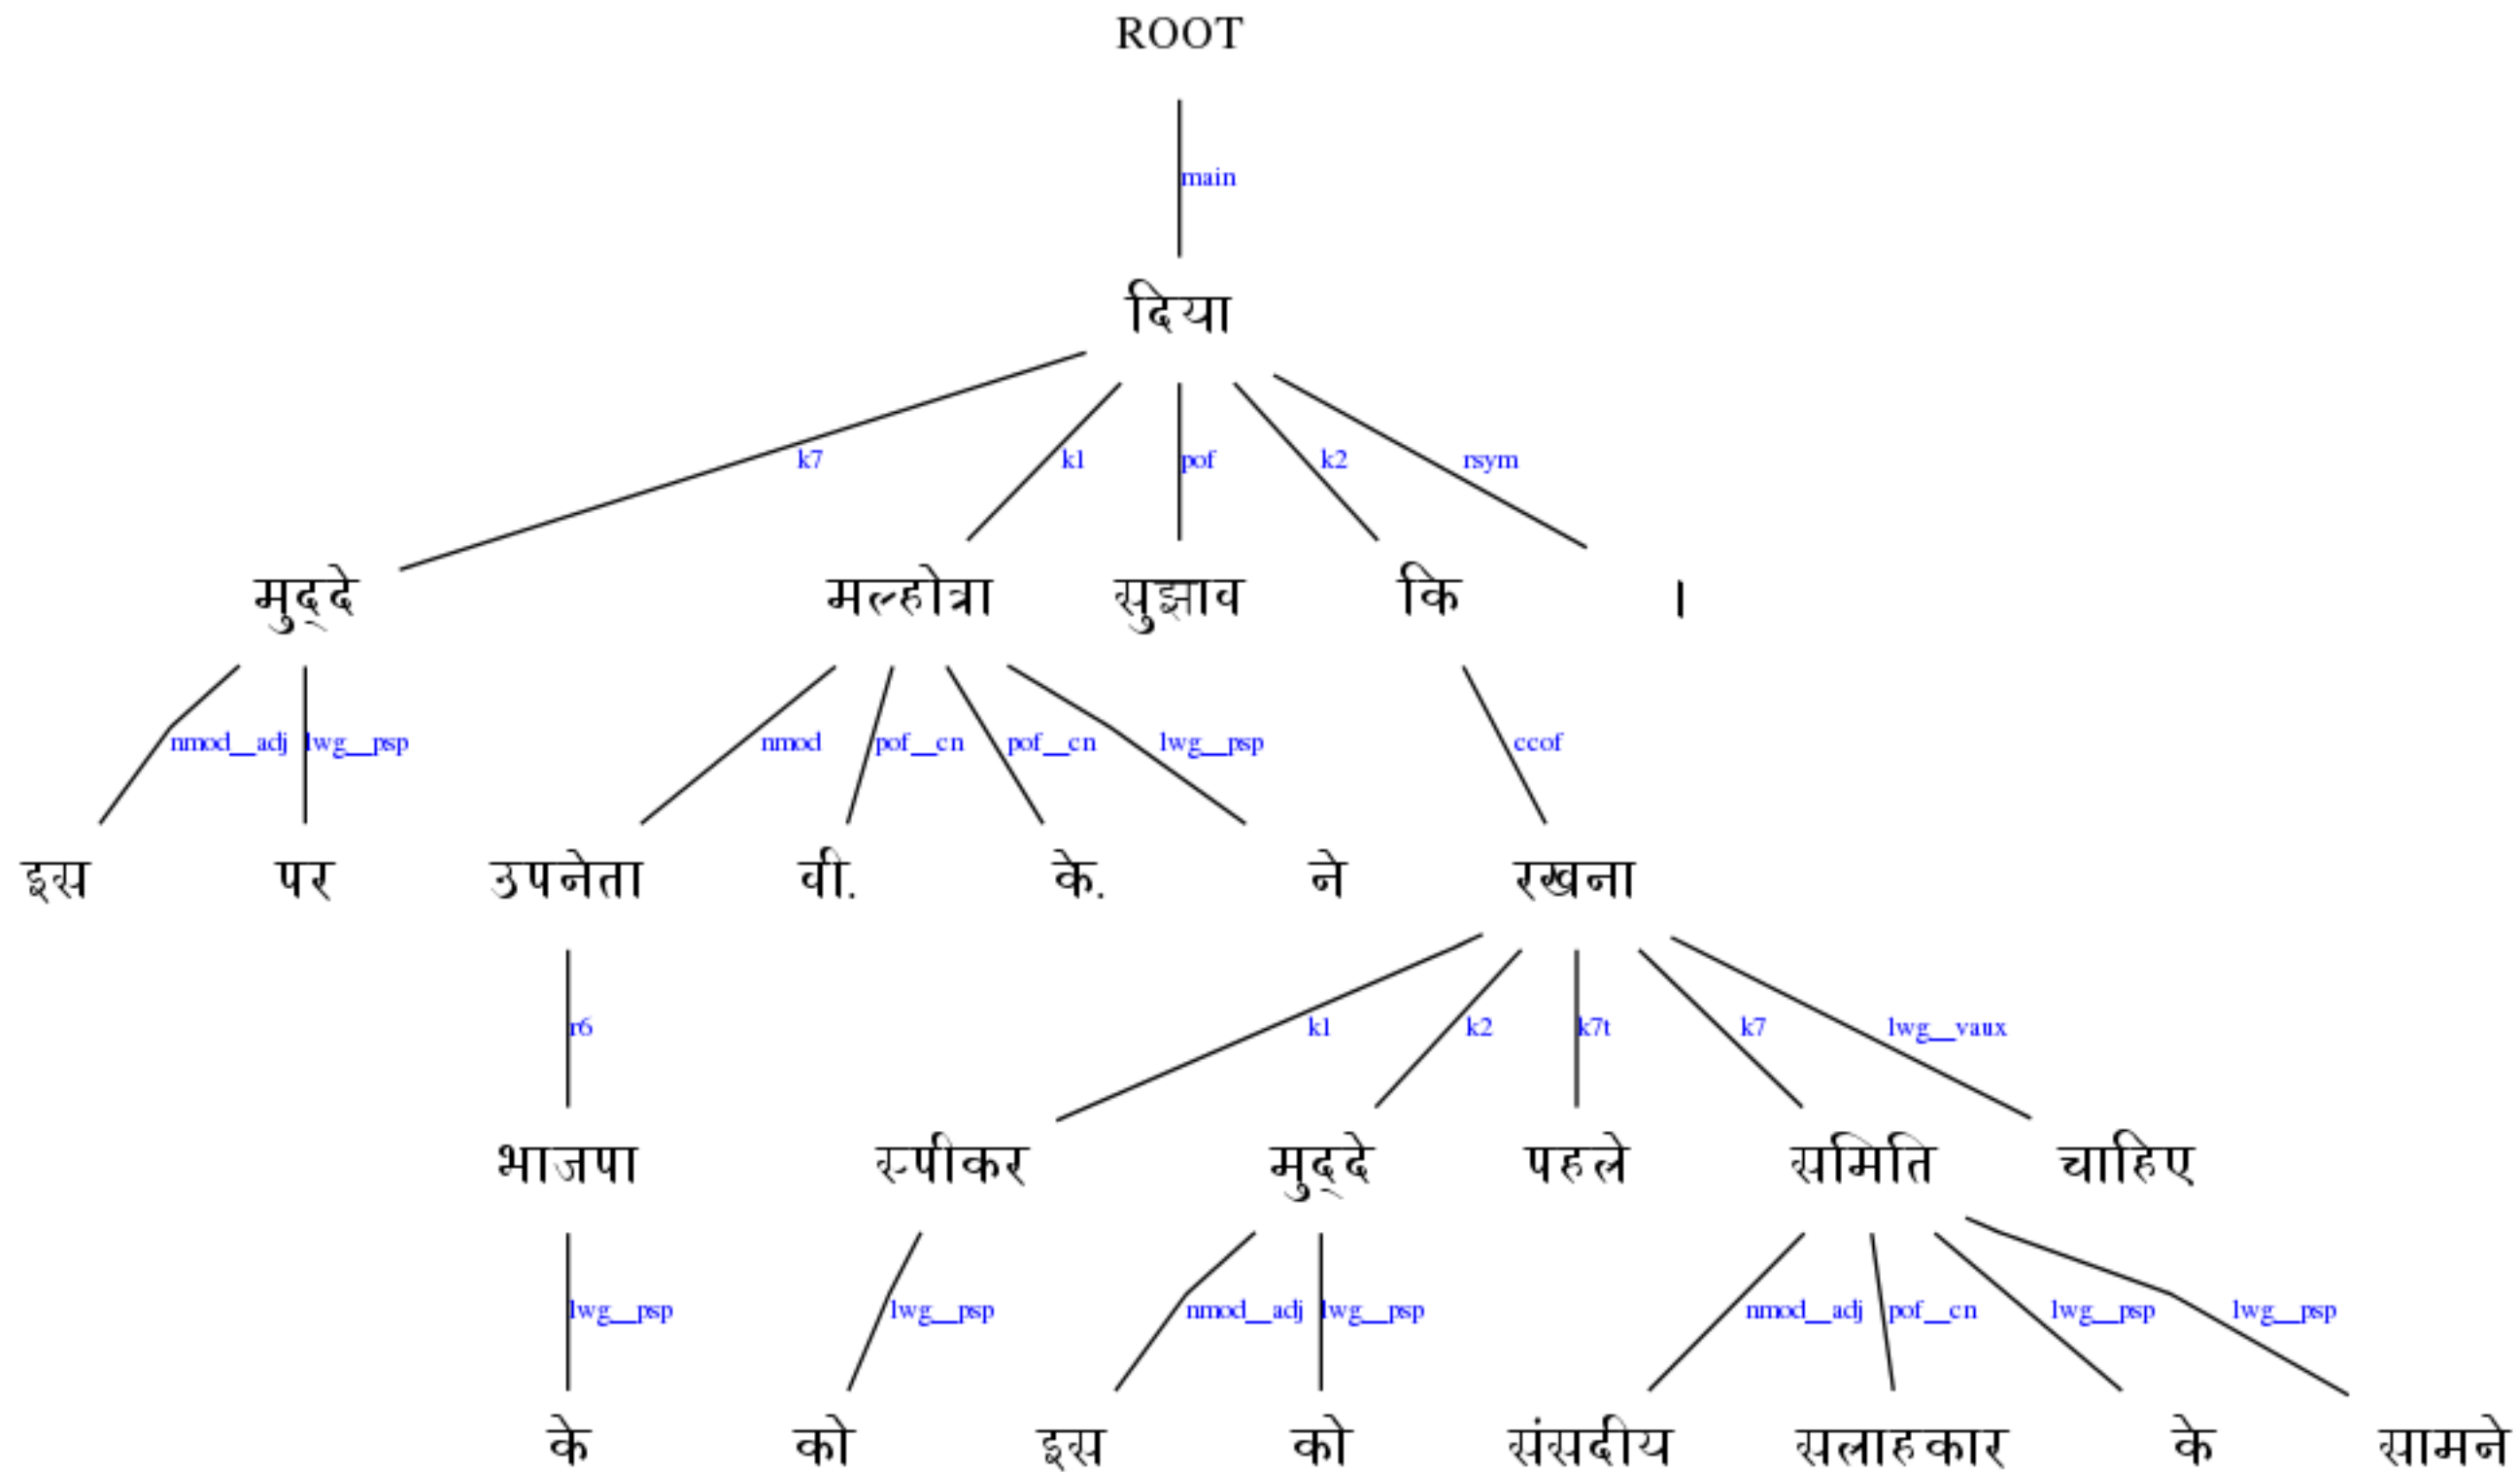 ROOT
main
दिया
k7 k1 pof k2 rsym
मुद्दे मल्होत्रा सुझाव कि ।
nmod__adj lwg__psp nmod pof__cn pof__cn lwg__psp ccof
इस पर उपनेता वी. के. ने रखना
r6 k1 k2 k7t k7 lwg__vaux
भाजपा स्पीकर मुद्दे पहले समिति चाहिए
lwg__psp lwg__psp nmod__adj lwg__psp nmod__adj pof__cn lwg__psp lwg__psp
के को इस को संसदीय सलाहकार के सामने